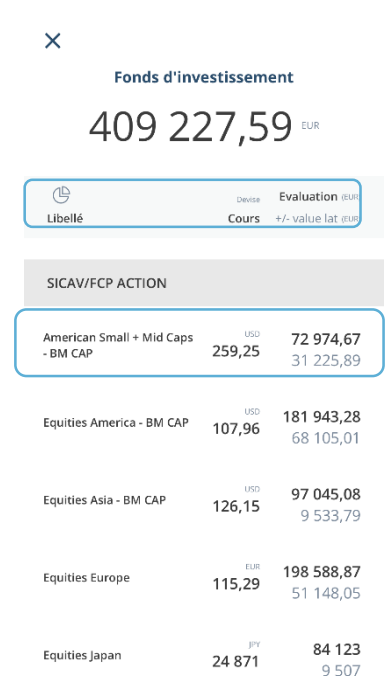 Fonds d'investissement
409 227,59 EUR
Devise Evaluation (EUR)
Libellé Cours +/- value lat (EUR)
SICAV/FCP ACTION
American Small + Mid Caps USD 72 974,67
- BM CAP 259,25 31 225,89
USD
Equities America - BM CAP 107,96 181 943,28
68 105,01
USD
Equities Asia - BM CAP 126,15 97 045,08
9 533,79
EUR
Equities Europe 115,29 198 588,87
51 148,05
JPY
Equities Japan 24 871 84 123
9 507